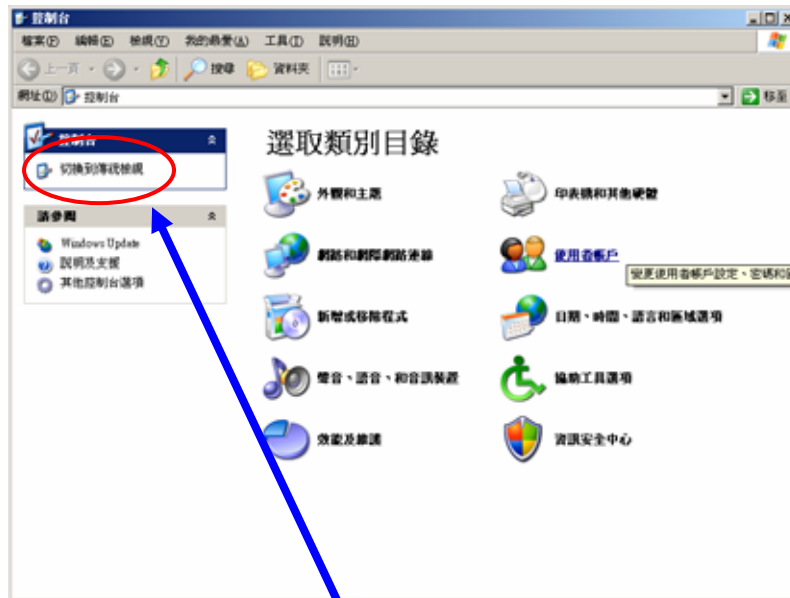 控制台
檔案(F) 編輯(E) 檢視(V) 我的最愛(A) 工具(T) 說明(H)
上一頁 搜尋 資料夾
網址(D) 控制台 移至
控制台
切換到傳統檢視
請參閱
Windows Update
說明及支援
其他控制台選項
選取類別目錄
外觀和主題
印表機和其他硬體
網路和網際網路連線
使用者帳戶
變更使用者帳戶設定、密碼和
新增或移除程式
日期、時間、語言和區域選項
聲音、語音、和音訊裝置
協助工具選項
效能及維護
資訊安全中心